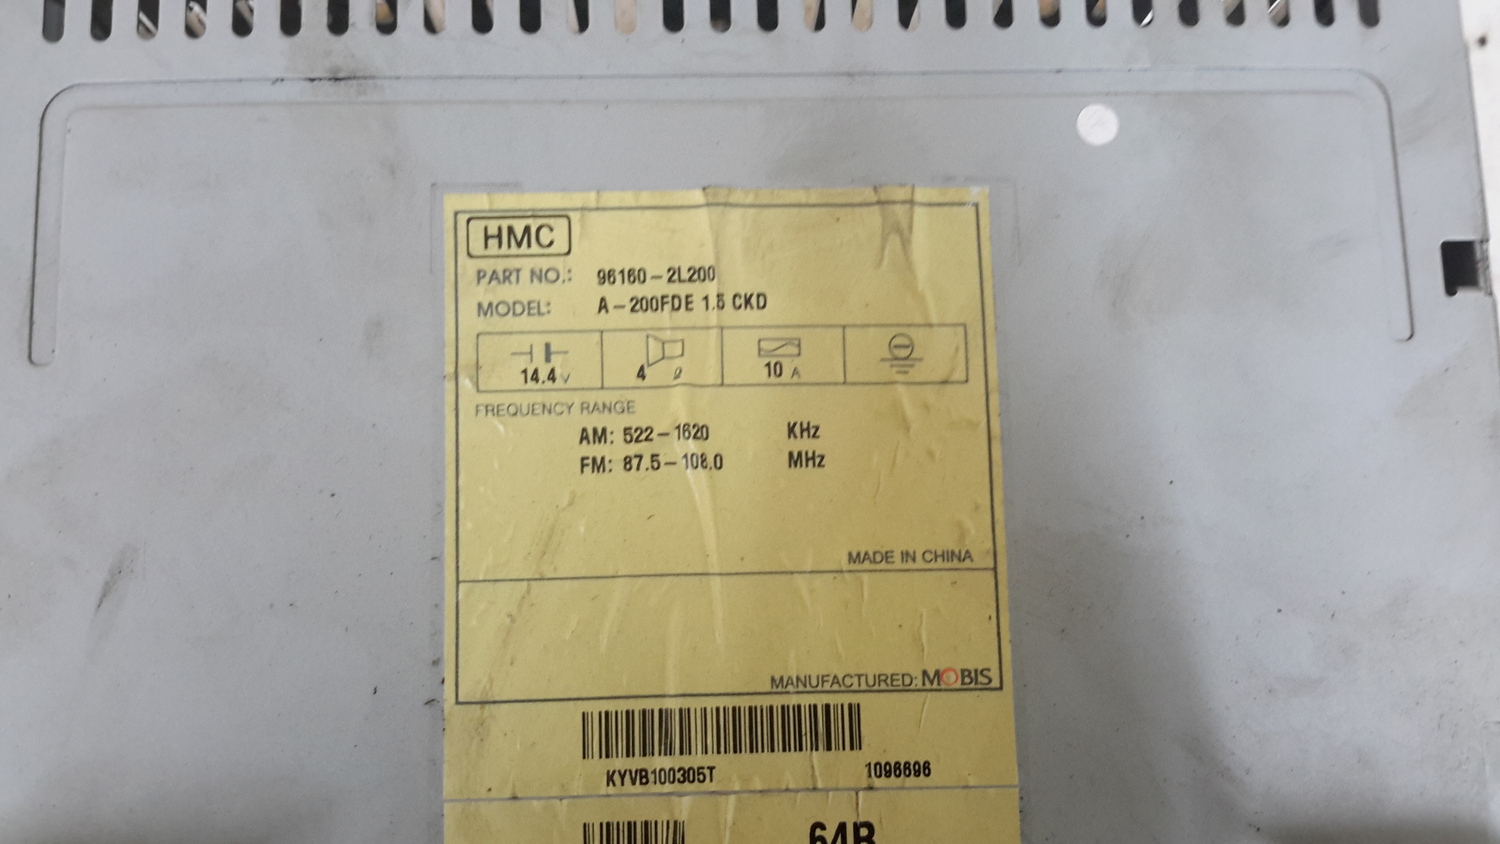 HMC
PART NO.: 96160-2L200
MODEL: A-200FDE 1.5 CKD
14.4 V 4 Ω 10 A
FREQUENCY RANGE
AM: 522-1620 KHz
FM: 87.5-108.0 MHz
MADE IN CHINA
MANUFACTURED: MOBIS
KYVB100305T 1096696
64B